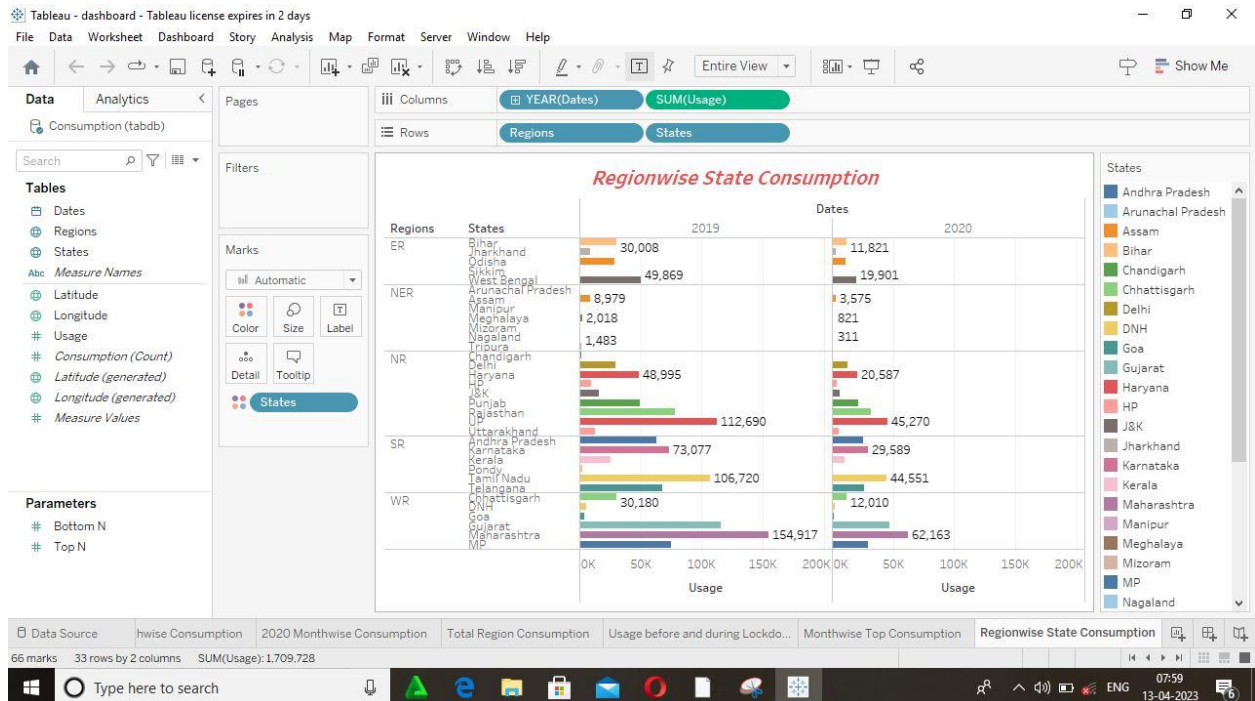 Tableau - dashboard - Tableau license expires in 2 days
File Data Worksheet Dashboard Story Analysis Map Format Server Window Help
Entire View
Show Me
Data Analytics
Consumption (tabdb)
Search
Tables
Dates
Regions
States
Abc Measure Names
Latitude
Longitude
# Usage
# Consumption (Count)
Latitude (generated)
Longitude (generated)
# Measure Values
Parameters
# Bottom N
# Top N
Pages
Filters
Marks
Automatic
Color Size Label
Detail Tooltip
States
iii Columns YEAR(Dates) SUM(Usage)
Rows Regions States
Regionwise State Consumption
Dates
Regions States 2019 2020
ER Bihar 30,008 11,821
Jharkhand
Odisha
Sikkim
West Bengal 49,869 19,901
NER Arunachal Pradesh
Assam 8,979 3,575
Manipur
Meghalaya 2,018 821
Mizoram
Nagaland 1,483 311
Tripura
NR Chandigarh
Delhi
Haryana 48,995 20,587
HP
J&K
Punjab
Rajasthan
UP 112,690 45,270
Uttarakhand
SR Andhra Pradesh
Karnataka 73,077 29,589
Kerala
Pondy
Tamil Nadu 106,720 44,551
Telangana
WR Chhattisgarh 30,180 12,010
DNH
Goa
Gujarat
Maharashtra 154,917 62,163
MP
0K 50K 100K 150K 200K 0K 50K 100K 150K 200K
Usage Usage
States
Andhra Pradesh
Arunachal Pradesh
Assam
Bihar
Chandigarh
Chhattisgarh
Delhi
DNH
Goa
Gujarat
Haryana
HP
J&K
Jharkhand
Karnataka
Kerala
Maharashtra
Manipur
Meghalaya
Mizoram
MP
Nagaland
Data Source hwise Consumption 2020 Monthwise Consumption Total Region Consumption Usage before and during Lockdo... Monthwise Top Consumption Regionwise State Consumption
66 marks 33 rows by 2 columns SUM(Usage): 1,709,728
Type here to search
ENG
07:59
13-04-2023
6